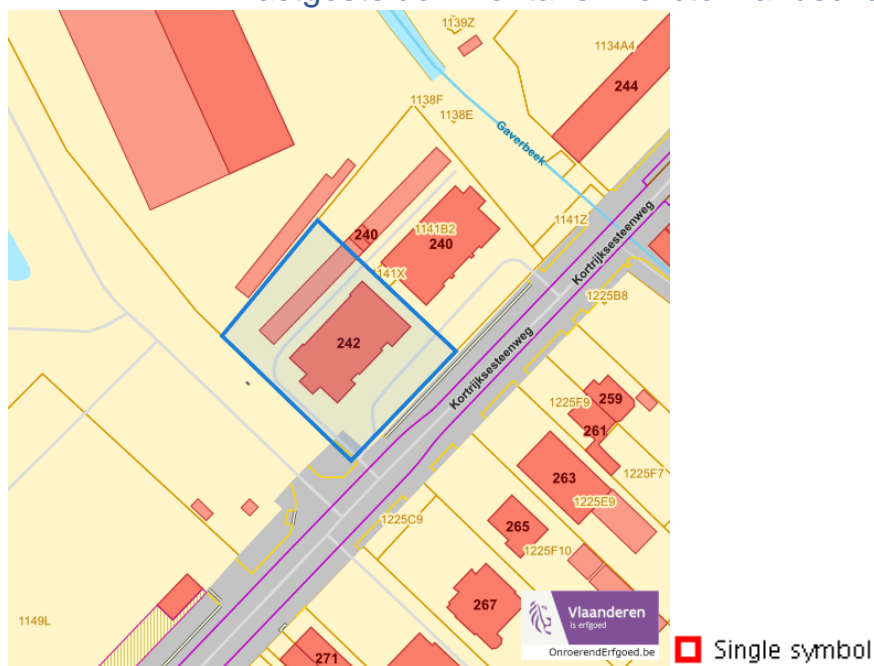 1139Z
1134A4
244
1138F
1138E
Gaverbeek
240
1141B2
240
1141Z
1141X
Kortrijksesteenweg
1225B8
242
Kortrijksesteenweg
259
1225F9
261
263
1225F7
1225E9
1225C9
265
1225F10
267
1149L
271
Vlaanderen
is erfgoed
OnroerendErfgoed.be
Single symbol